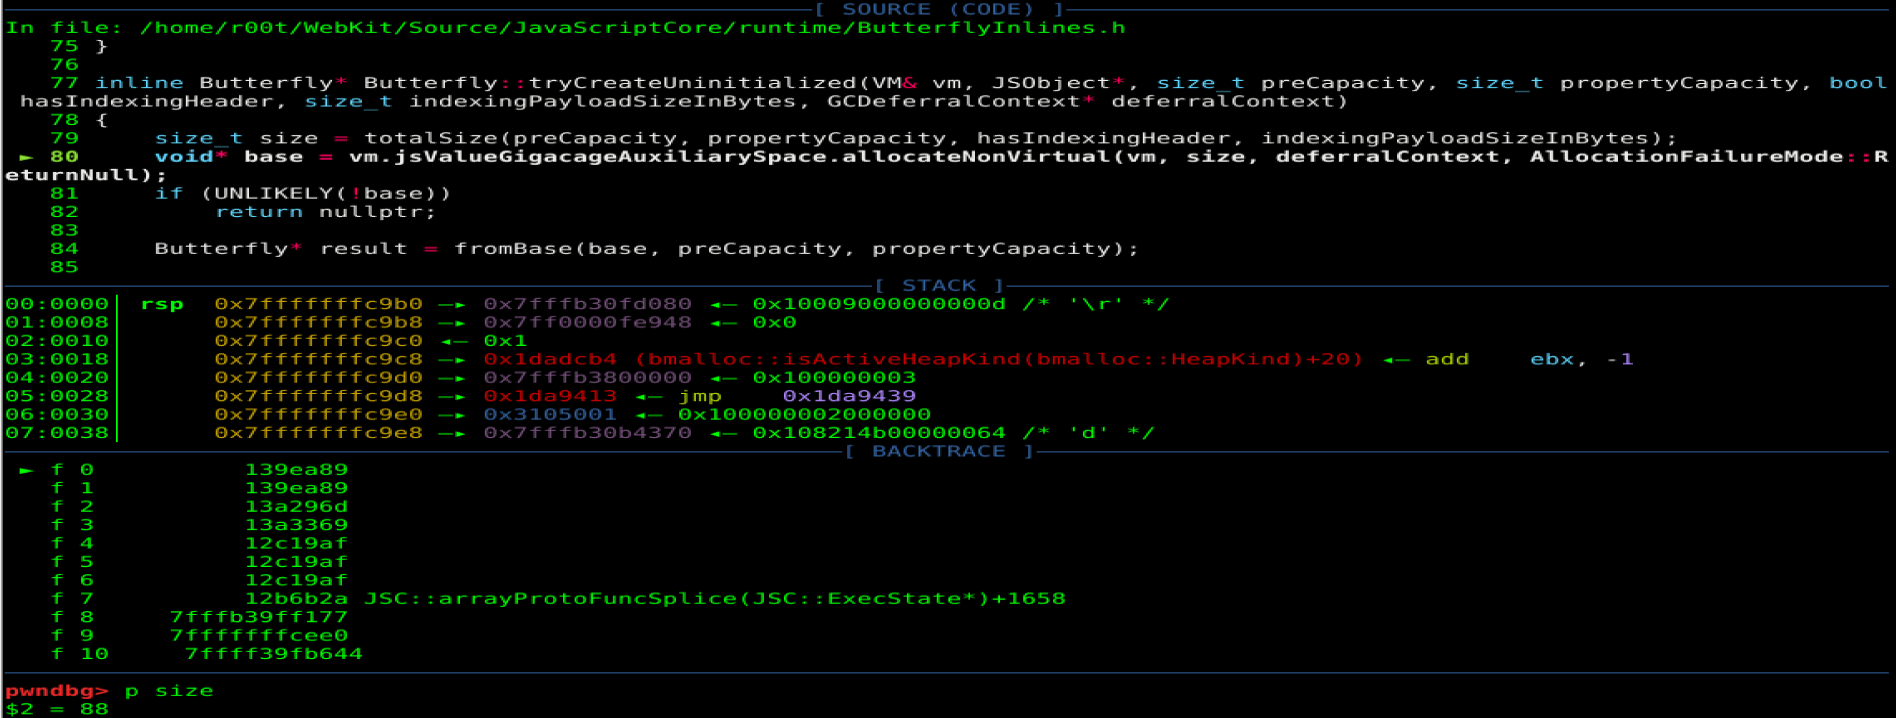 [ SOURCE (CODE) ]
In file: /home/r00t/WebKit/Source/JavaScriptCore/runtime/ButterflyInlines.h
75 }
76
77 inline Butterfly* Butterfly::tryCreateUninitialized(VM& vm, JSObject*, size_t preCapacity, size_t propertyCapacity, bool
hasIndexingHeader, size_t indexingPayloadSizeInBytes, GCDeferralContext* deferralContext)
78 {
79     size_t size = totalSize(preCapacity, propertyCapacity, hasIndexingHeader, indexingPayloadSizeInBytes);
► 80     void* base = vm.jsValueGigacageAuxiliarySpace.allocateNonVirtual(vm, size, deferralContext, AllocationFailureMode::R
eturnNull);
81     if (UNLIKELY(!base))
82         return nullptr;
83
84     Butterfly* result = fromBase(base, preCapacity, propertyCapacity);
85
[ STACK ]
00:0000│ rsp 0x7fffffffc9b0 —▸ 0x7fffb30fd080 ◂— 0x100090000000000d /* '\r' */
01:0008│ 0x7fffffffc9b8 —▸ 0x7ff0000fe948 ◂— 0x0
02:0010│ 0x7fffffffc9c0 ◂— 0x1
03:0018│ 0x7fffffffc9c8 —▸ 0x1dadcb4 (bmalloc::isActiveHeapKind(bmalloc::HeapKind)+20) ◂— add    ebx, -1
04:0020│ 0x7fffffffc9d0 —▸ 0x7fffb3800000 ◂— 0x100000003
05:0028│ 0x7fffffffc9d8 —▸ 0x1da9413 ◂— jmp    0x1da9439
06:0030│ 0x7fffffffc9e0 —▸ 0x3105001 ◂— 0x100000002000000
07:0038│ 0x7fffffffc9e8 —▸ 0x7fffb30b4370 ◂— 0x108214b00000064 /* 'd' */
[ BACKTRACE ]
► f 0 139ea89
f 1 139ea89
f 2 13a296d
f 3 13a3369
f 4 12c19af
f 5 12c19af
f 6 12c19af
f 7 12b6b2a JSC::arrayProtoFuncSplice(JSC::ExecState*)+1658
f 8 7fffb39ff177
f 9 7fffffffcee0
f 10 7ffff39fb644
pwndbg> p size
$2 = 88